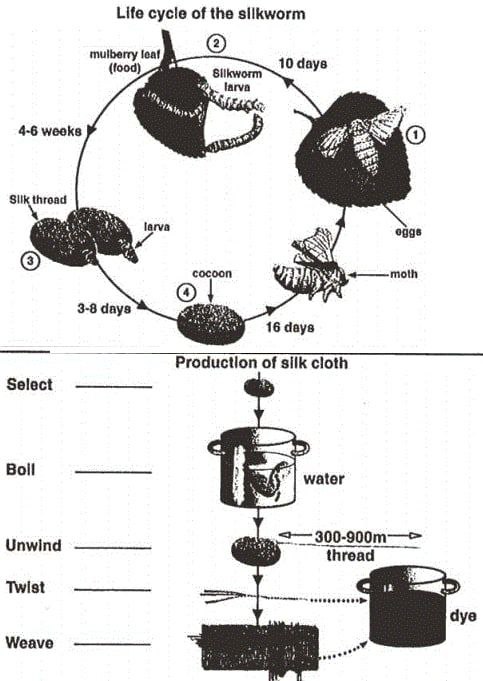 Life cycle of the silkworm
2
mulberry leaf
(food)
Silkworm
larva
10 days
1
4-6 weeks
eggs
Silk thread
larva
3
moth
cocoon
4
3-8 days
16 days
Production of silk cloth
Select
Boil
water
Unwind
300-900m
thread
Twist
dye
Weave